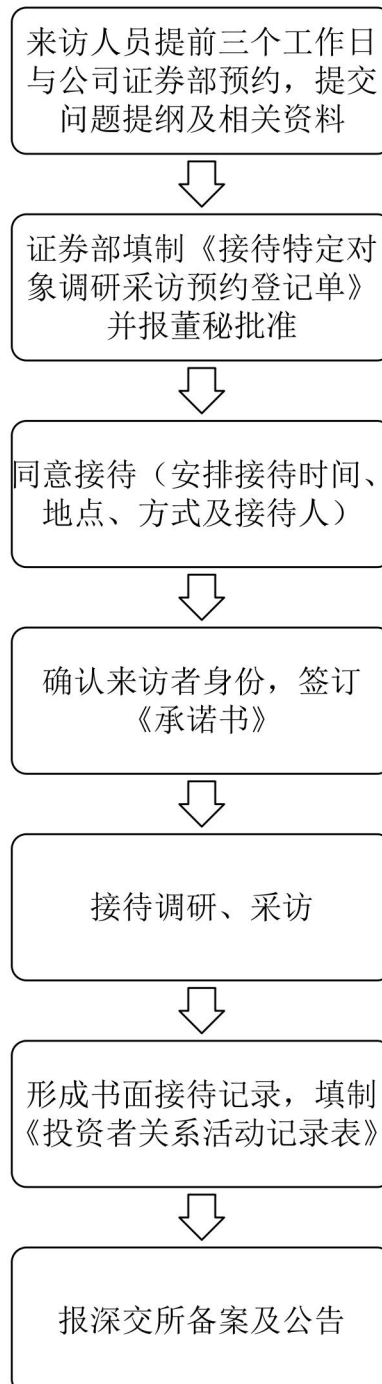 来访人员提前三个工作日
与公司证券部预约，提交
问题提纲及相关资料
证券部填制《接待特定对
象调研采访预约登记单》
并报董秘批准
同意接待（安排接待时间、
地点、方式及接待人）
确认来访者身份，签订
《承诺书》
接待调研、采访
形成书面接待记录，填制
《投资者关系活动记录表》
报深交所备案及公告